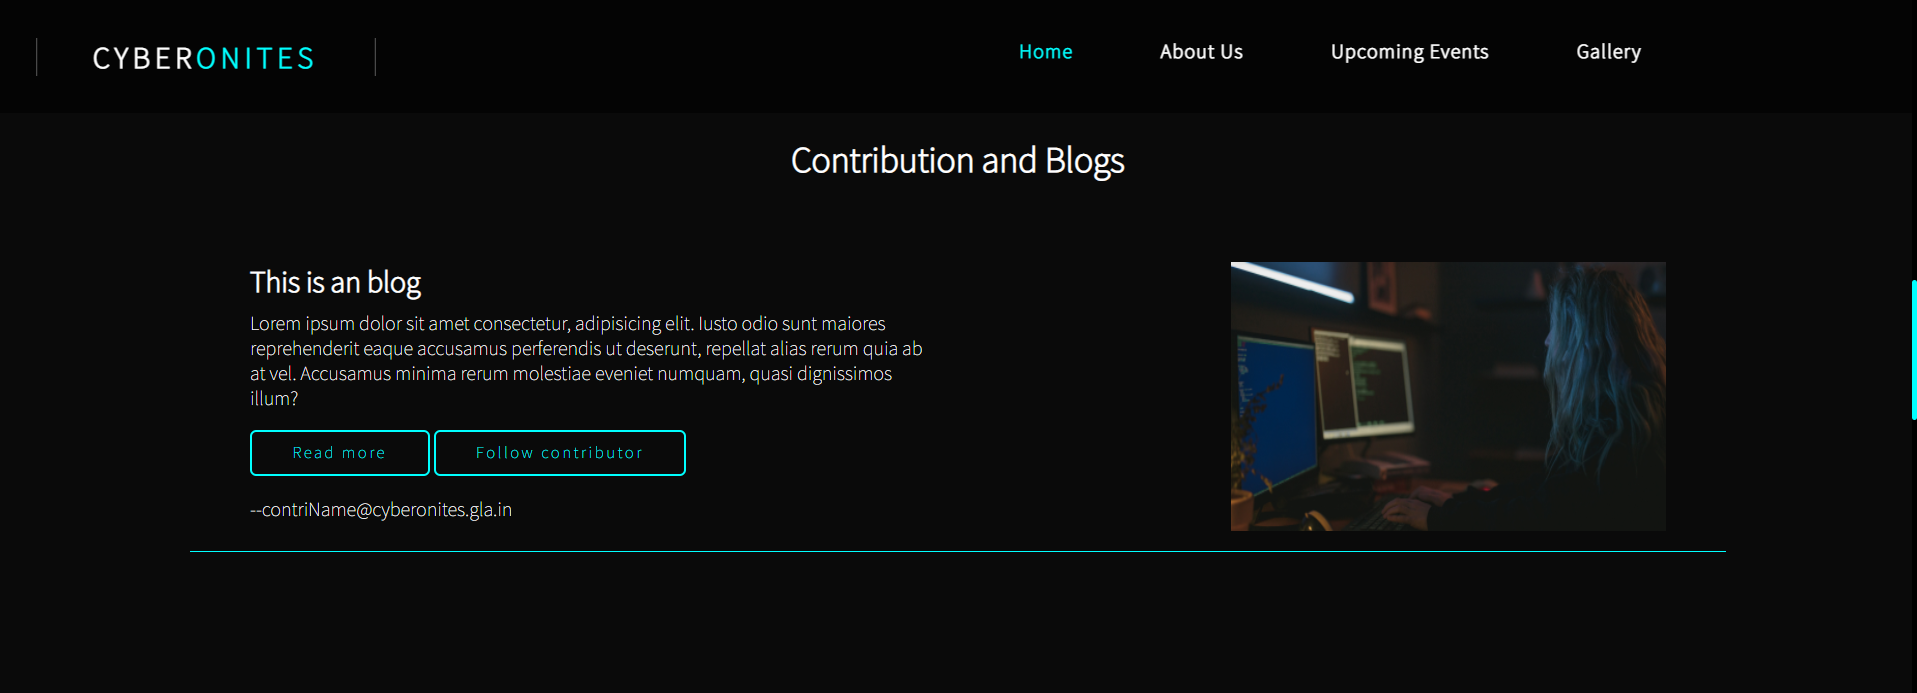 CYBERONITES
Home About Us Upcoming Events Gallery
Contribution and Blogs
This is an blog
Lorem ipsum dolor sit amet consectetur, adipisicing elit. Iusto odio sunt maiores
reprehenderit eaque accusamus perferendis ut deserunt, repellat alias rerum quia ab
at vel. Accusamus minima rerum molestiae eveniet numquam, quasi dignissimos
illum?
Read more Follow contributor
--contriName@cyberonites.gla.in